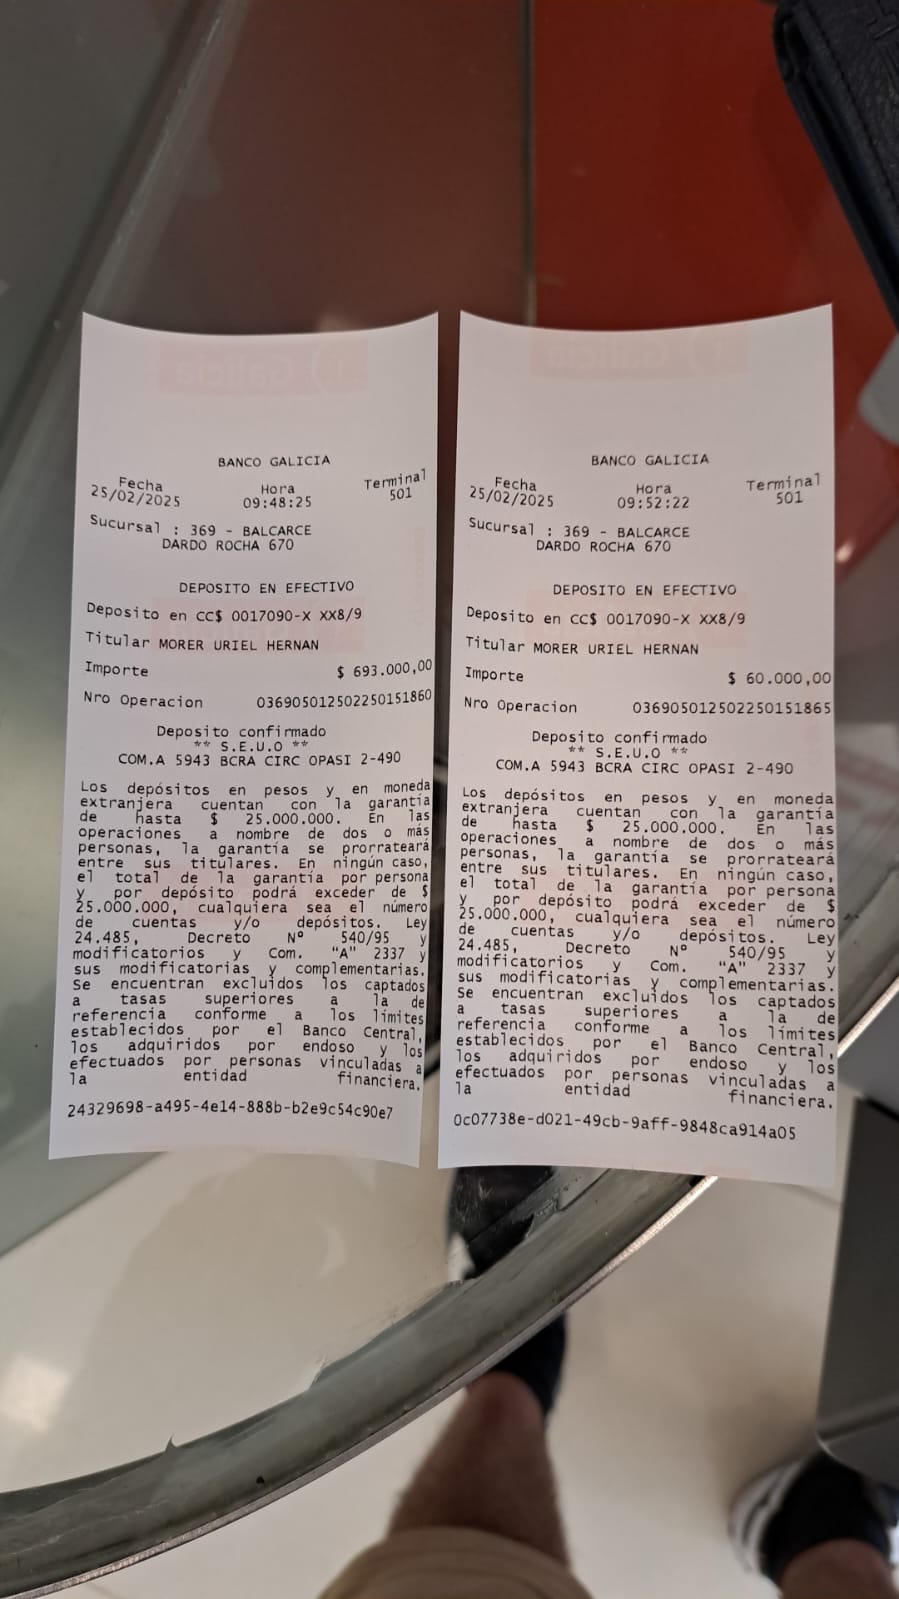 BANCO GALICIA
Fecha Hora Terminal
25/02/2025 09:48:25 501
Sucursal : 369 - BALCARCE
DARDO ROCHA 670
DEPOSITO EN EFECTIVO
Deposito en CC$ 0017090-X XX8/9
Titular MORER URIEL HERNAN
Importe $ 693.000,00
Nro Operacion 036905012502250151860
Deposito confirmado
** S.E.U.O **
COM.A 5943 BCRA CIRC OPASI 2-490
Los depósitos en pesos y en moneda
extranjera cuentan con la garantía
de hasta $ 25.000.000. En las
operaciones a nombre de dos o más
personas, la garantía se prorrateará
entre sus titulares. En ningún caso,
el total de la garantía por persona
y por depósito podrá exceder de $
25.000.000, cualquiera sea el número
de cuentas y/o depósitos. Ley
24.485, Decreto Nº 540/95 y
modificatorios y Com. "A" 2337 y
sus modificatorias y complementarias.
Se encuentran excluidos los captados
a tasas superiores a la de
referencia conforme a los límites
establecidos por el Banco Central,
los adquiridos por endoso y los
efectuados por personas vinculadas a
la entidad financiera.
24329698-a495-4e14-888b-b2e9c54c90e7
Galicia
BANCO GALICIA
Fecha Hora Terminal
25/02/2025 09:52:22 501
Sucursal : 369 - BALCARCE
DARDO ROCHA 670
DEPOSITO EN EFECTIVO
Deposito en CC$ 0017090-X XX8/9
Titular MORER URIEL HERNAN
Importe $ 60.000,00
Nro Operacion 036905012502250151865
Deposito confirmado
** S.E.U.O **
COM.A 5943 BCRA CIRC OPASI 2-490
Los depósitos en pesos y en moneda
extranjera cuentan con la garantía
de hasta $ 25.000.000. En las
operaciones a nombre de dos o más
personas, la garantía se prorrateará
entre sus titulares. En ningún caso,
el total de la garantía por persona
y por depósito podrá exceder de $
25.000.000, cualquiera sea el número
de cuentas y/o depósitos. Ley
24.485, Decreto Nº 540/95 y
modificatorios y Com. "A" 2337 y
sus modificatorias y complementarias.
Se encuentran excluidos los captados
a tasas superiores a la de
referencia conforme a los límites
establecidos por el Banco Central,
los adquiridos por endoso y los
efectuados por personas vinculadas a
la entidad financiera.
0c07738e-d021-49cb-9aff-9848ca914a05
Galicia